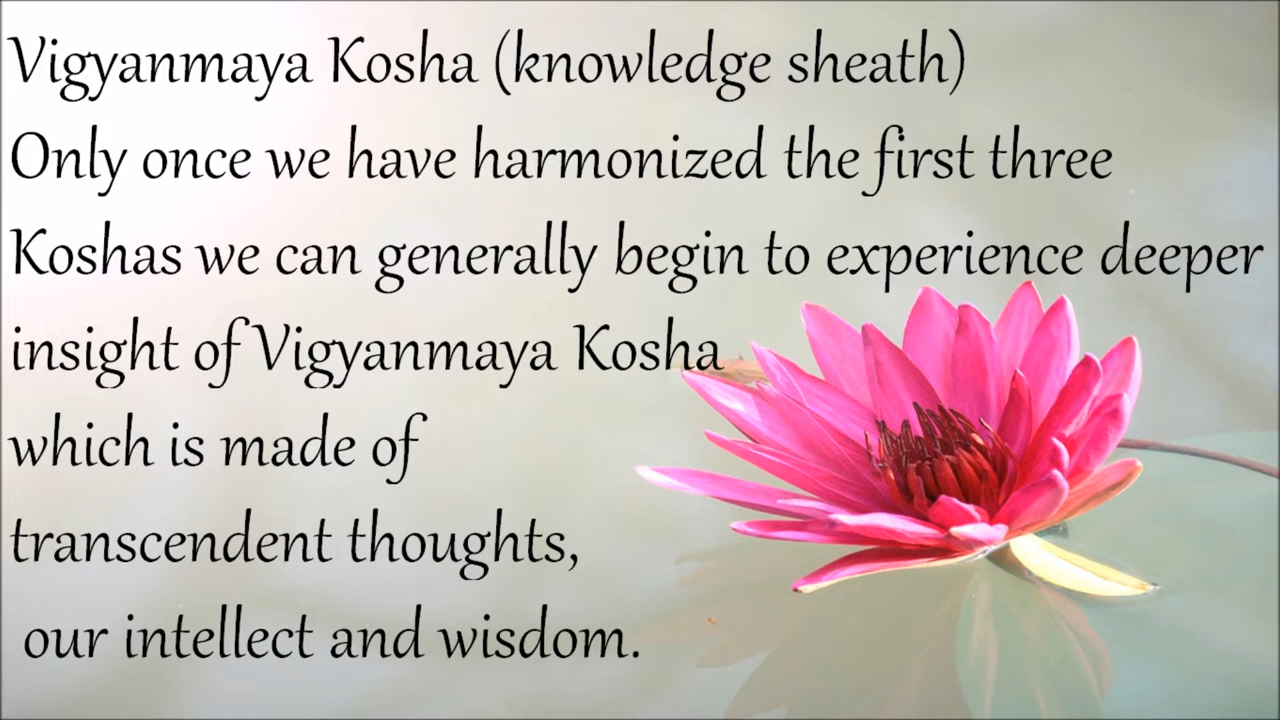 Vigyanmaya Kosha (knowledge sheath)
Only once we have harmonized the first three
Koshas we can generally begin to experience deeper
insight of Vigyanmaya Kosha
which is made of
transcendent thoughts,
our intellect and wisdom.